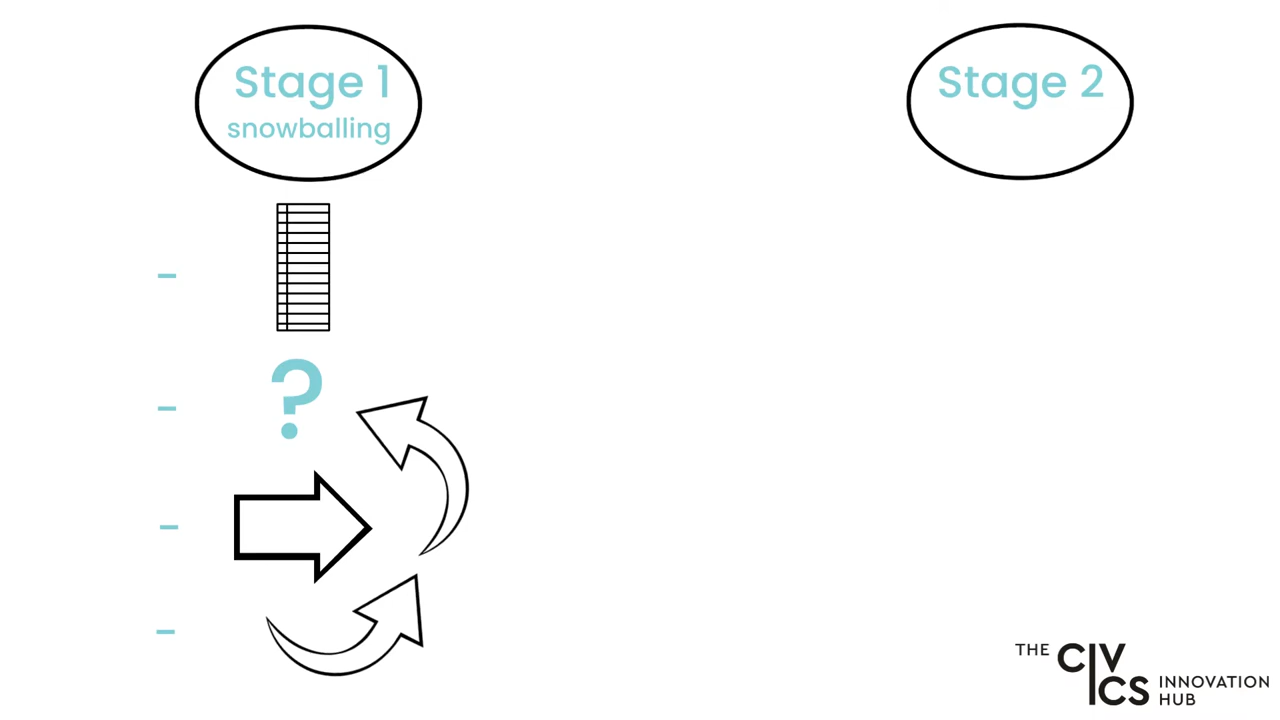 Stage 1
snowballing
Stage 2
-
?
-
-
-
THE CIVICS INNOVATION HUB